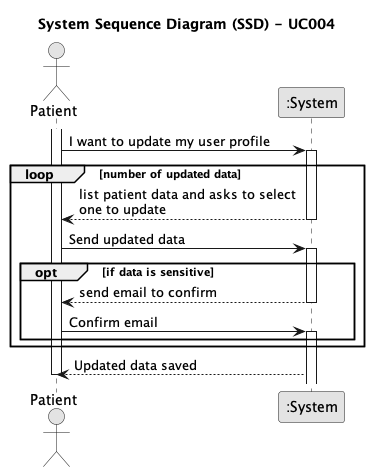 System Sequence Diagram (SSD) - UC004
Patient
:System
I want to update my user profile
loop
[number of updated data]
list patient data and asks to select
one to update
Send updated data
opt
[if data is sensitive]
send email to confirm
Confirm email
Updated data saved
Patient
:System